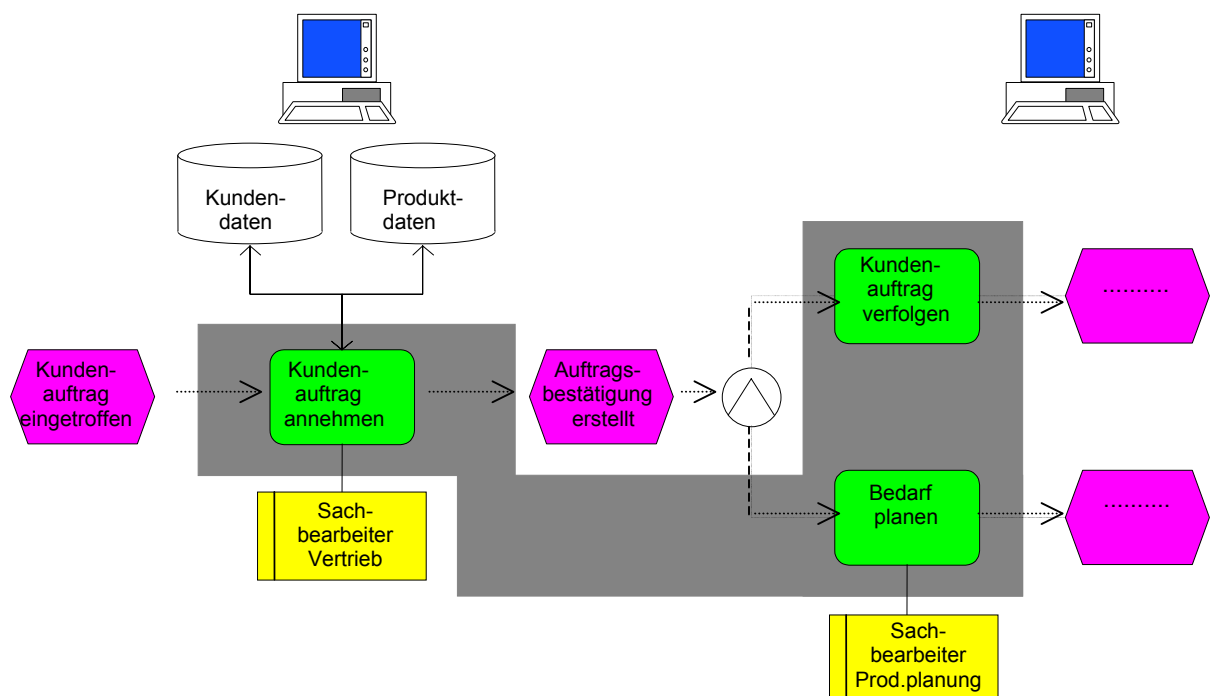 Kunden-
daten
Produkt-
daten
Kunden-
auftrag
eingetroffen
Kunden-
auftrag
annehmen
Auftrags-
bestätigung
erstellt
Kunden-
auftrag
verfolgen
..........
Sach-
bearbeiter
Vertrieb
Bedarf
planen
..........
Sach-
bearbeiter
Prod.planung